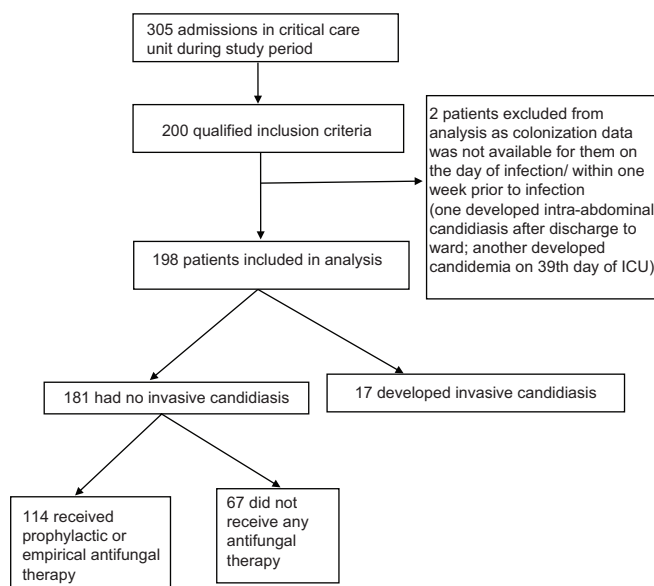 305 admissions in critical care
unit during study period
200 qualified inclusion criteria
2 patients excluded from
analysis as colonization data
was not available for them on
the day of infection/ within one
week prior to infection
(one developed intra-abdominal
candidiasis after discharge to
ward; another developed
candidemia on 39th day of ICU)
198 patients included in analysis
181 had no invasive candidiasis
17 developed invasive candidiasis
114 received
prophylactic or
empirical antifungal
therapy
67 did not
receive any
antifungal
therapy